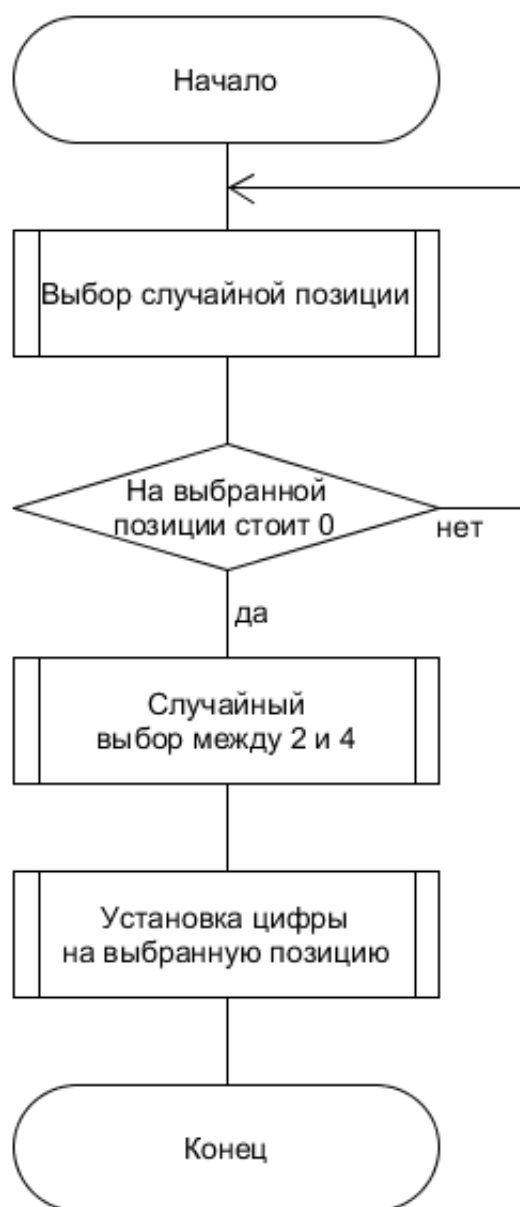 Начало
Выбор случайной позиции
На выбранной
позиции стоит 0
нет
да
Случайный
выбор между 2 и 4
Установка цифры
на выбранную позицию
Конец